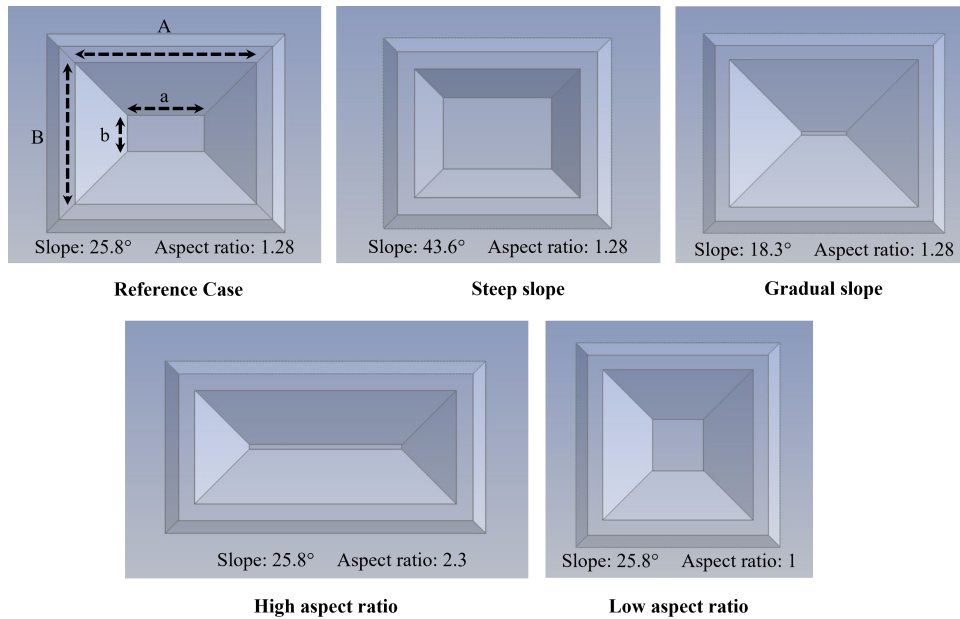 A
a
b
B
Slope: 25.8° Aspect ratio: 1.28
Slope: 43.6° Aspect ratio: 1.28
Slope: 18.3° Aspect ratio: 1.28
Reference Case
Steep slope
Gradual slope
Slope: 25.8° Aspect ratio: 2.3
Slope: 25.8° Aspect ratio: 1
High aspect ratio
Low aspect ratio